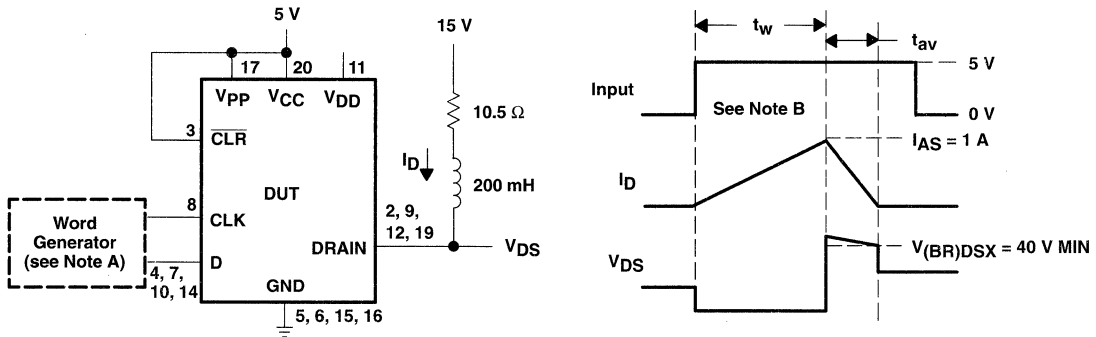 5 V
15 V
17
20
11
VPP
VCC
VDD
3
CLR
10.5 Ω
ID
200 mH
DUT
8
CLK
2, 9,
12, 19
DRAIN
VDS
Word
Generator
(see Note A)
D
4, 7,
10, 14
GND
5, 6, 15, 16
tw
tav
5 V
Input
See Note B
0 V
IAS = 1 A
ID
V(BR)DSX = 40 V MIN
VDS